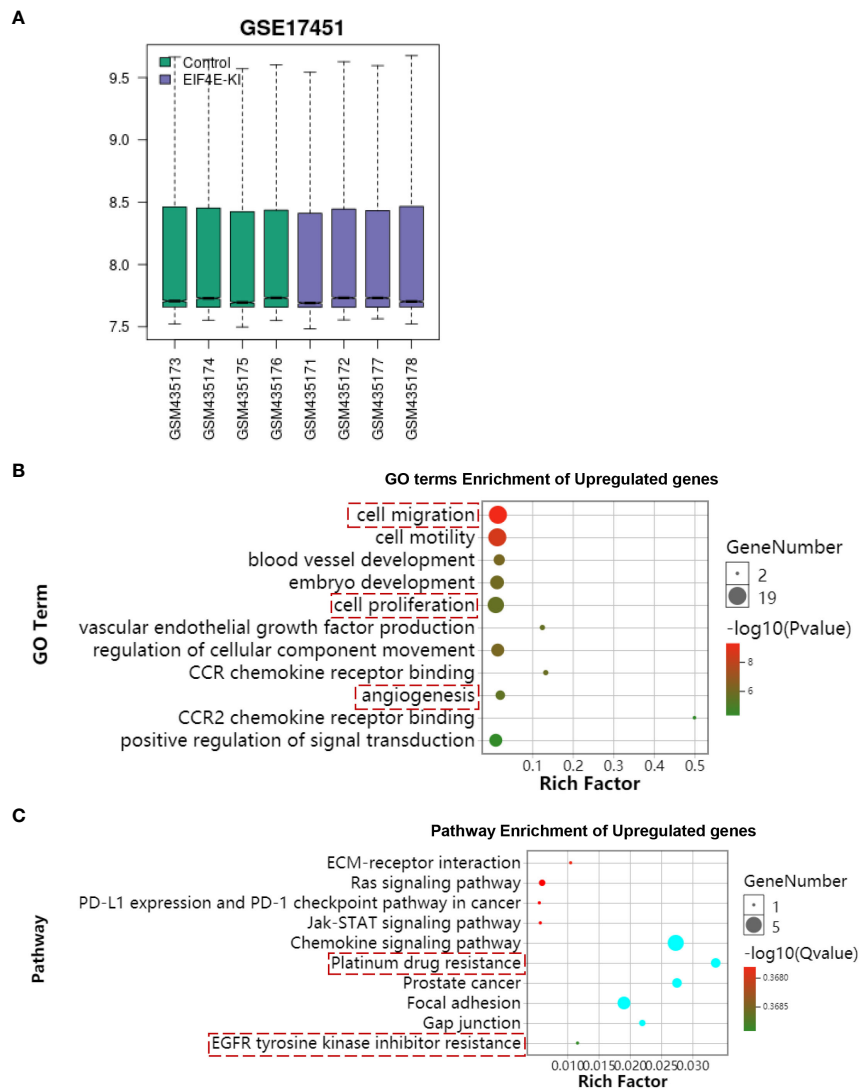 A
GSE17451
Control
EIF4E-KI
9.5
9.0
8.5
8.0
7.5
GSM435173
GSM435174
GSM435175
GSM435176
GSM435171
GSM435172
GSM435177
GSM435178
B
GO terms Enrichment of Upregulated genes
GO Term
cell migration
cell motility
blood vessel development
embryo development
cell proliferation
vascular endothelial growth factor production
regulation of cellular component movement
CCR chemokine receptor binding
angiogenesis
CCR2 chemokine receptor binding
positive regulation of signal transduction
0.1 0.2 0.3 0.4 0.5
Rich Factor
GeneNumber
2
19
-log10(Pvalue)
8
6
C
Pathway Enrichment of Upregulated genes
Pathway
ECM-receptor interaction
Ras signaling pathway
PD-L1 expression and PD-1 checkpoint pathway in cancer
Jak-STAT signaling pathway
Chemokine signaling pathway
Platinum drug resistance
Prostate cancer
Focal adhesion
Gap junction
EGFR tyrosine kinase inhibitor resistance
0.010 0.015 0.020 0.025 0.030
Rich Factor
GeneNumber
1
5
-log10(Qvalue)
0.3680
0.3685